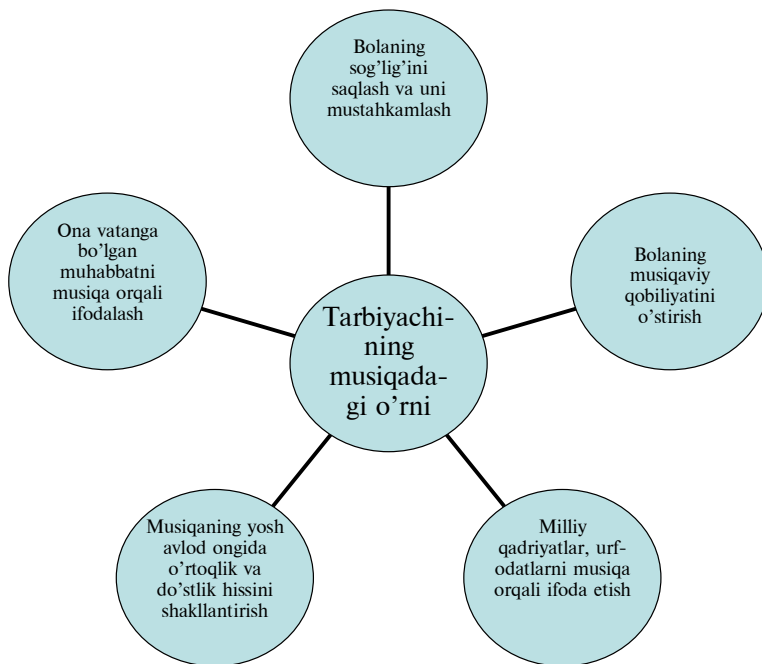 Bolaning
sog’lig’ini
saqlash va uni
mustahkamlash
Ona vatanga
bo’lgan
muhabbatni
musiqa orqali
ifodalash
Bolaning
musiqaviy
qobiliyatini
o’stirish
Tarbiyachi-
ning
musiqada-
gi o’rni
Musiqaning yosh
avlod ongida
o’rtoqlik va
do’stlik hissini
shakllantirish
Milliy
qadriyatlar, urf-
odatlarni musiqa
orqali ifoda etish